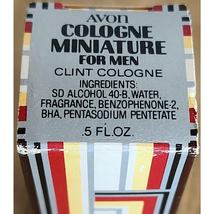 AVON
COLOGNE
MINIATURE
FOR MEN
CLINT COLOGNE
INGREDIENTS:
SD ALCOHOL 40-B, WATER,
FRAGRANCE, BENZOPHENONE-2,
BHA, PENTASODIUM PENTETATE
.5 FL.OZ.